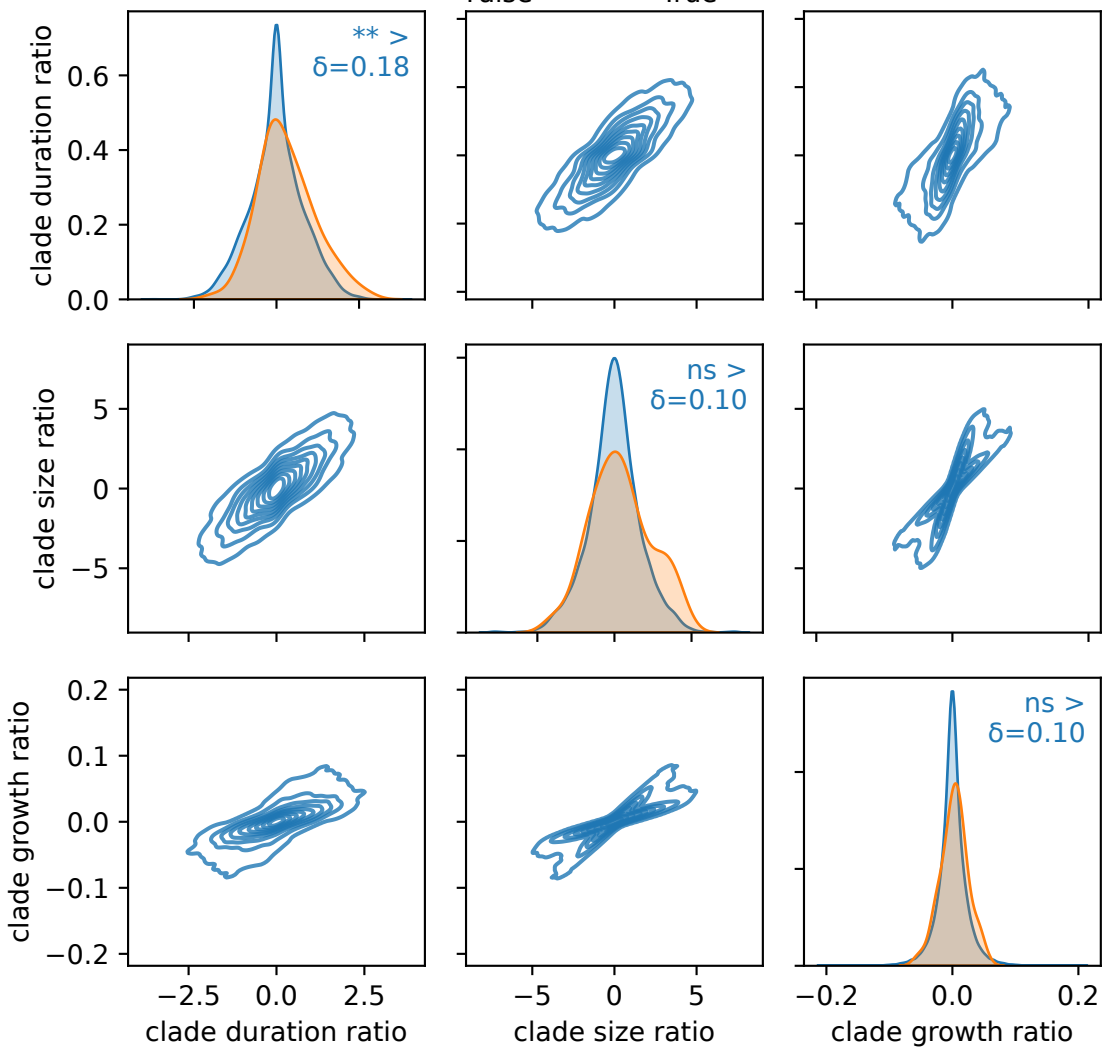 clade duration ratio
0.6
0.4
0.2
0.0
** >
δ=0.18
clade size ratio
5
0
−5
ns >
δ=0.10
clade growth ratio
0.2
0.1
0.0
−0.1
−0.2
ns >
δ=0.10
−2.5 0.0 2.5
clade duration ratio
−5 0 5
clade size ratio
−0.2 0.0 0.2
clade growth ratio